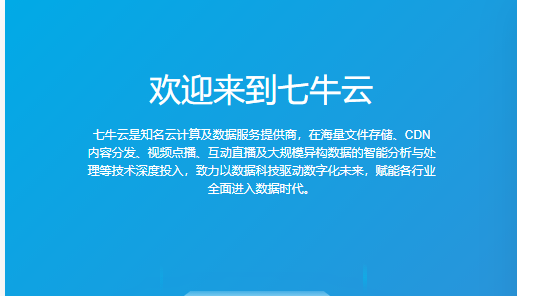 欢迎来到七牛云
七牛云是知名云计算及数据服务提供商，在海量文件存储、CDN
内容分发、视频点播、互动直播及大规模异构数据的智能分析与处
理等技术深度投入，致力以数据科技驱动数字化未来，赋能各行业
全面进入数据时代。